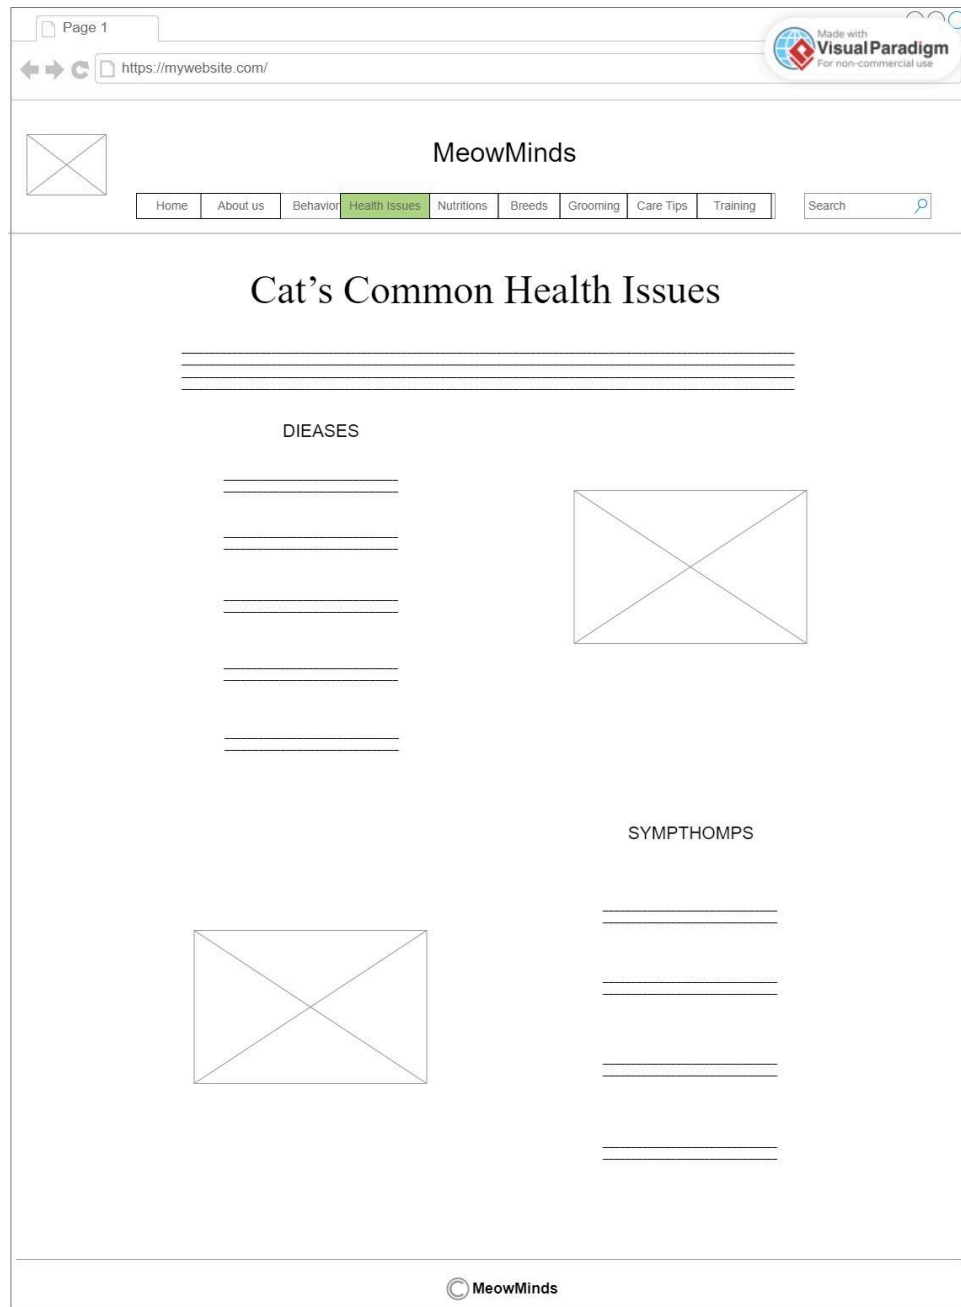 Page 1
Made with
Visual Paradigm
For non-commercial use
https://mywebsite.com/
MeowMinds
Home About us Behavior Health Issues Nutritions Breeds Grooming Care Tips Training Search
Cat’s Common Health Issues
DIEASES
SYMPTHOMPS
© MeowMinds